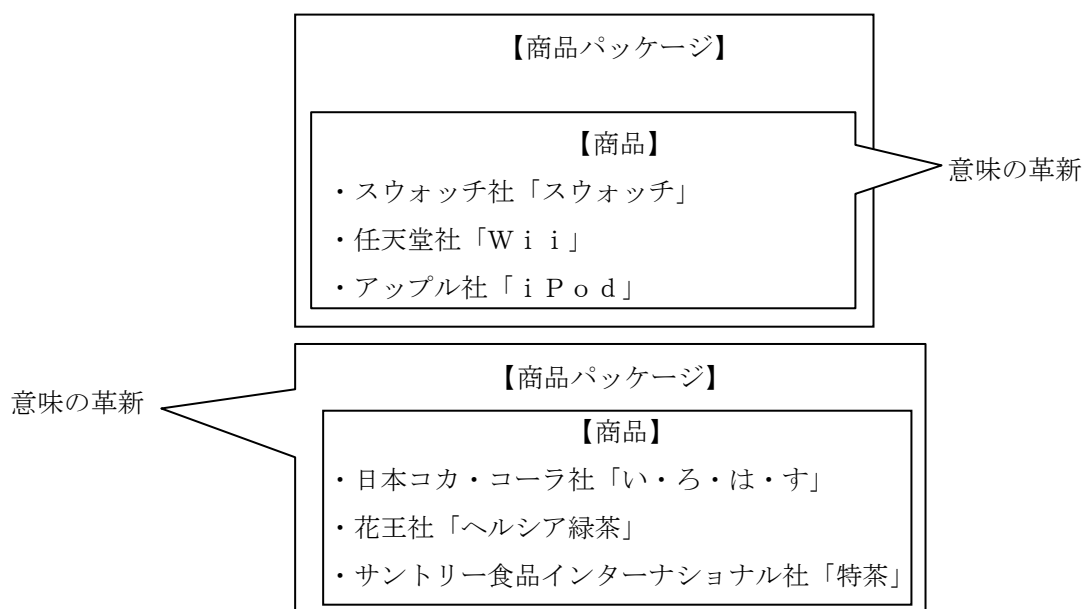 【商品パッケージ】
【商品】
・スウォッチ社「スウォッチ」
・任天堂社「Ｗｉｉ」
・アップル社「ｉＰｏｄ」
意味の革新
【商品パッケージ】
意味の革新
【商品】
・日本コカ・コーラ社「い・ろ・は・す」
・花王社「ヘルシア緑茶」
・サントリー食品インターナショナル社「特茶」